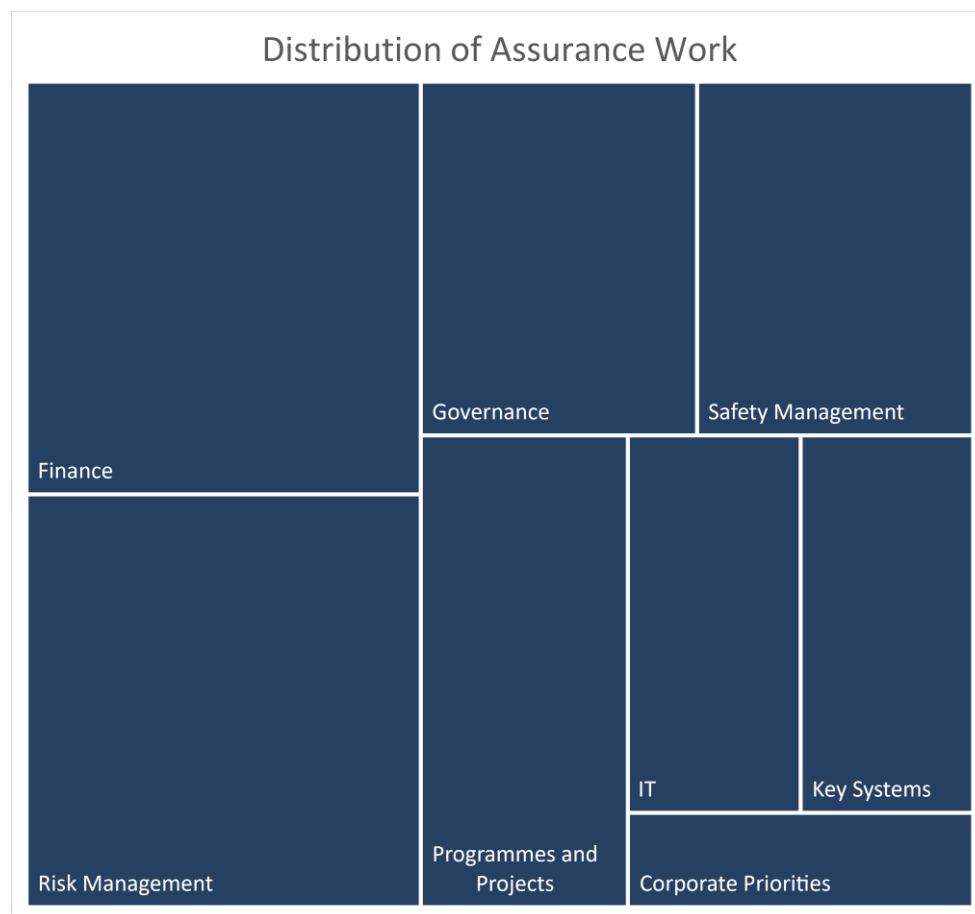 Distribution of Assurance Work
Governance
Safety Management
Finance
IT
Key Systems
Programmes and
Projects
Risk Management
Corporate Priorities